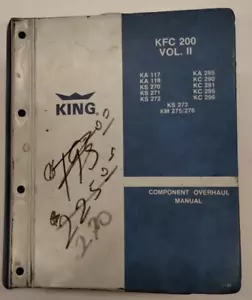 KFC 200
VOL. II
KA 117 KA 285
KA 118 KC 290
KS 270 KC 291
KS 271 KC 295
KS 272 KC 296
KS 273
KM 275/276
KING
COMPONENT OVERHAUL
MANUAL